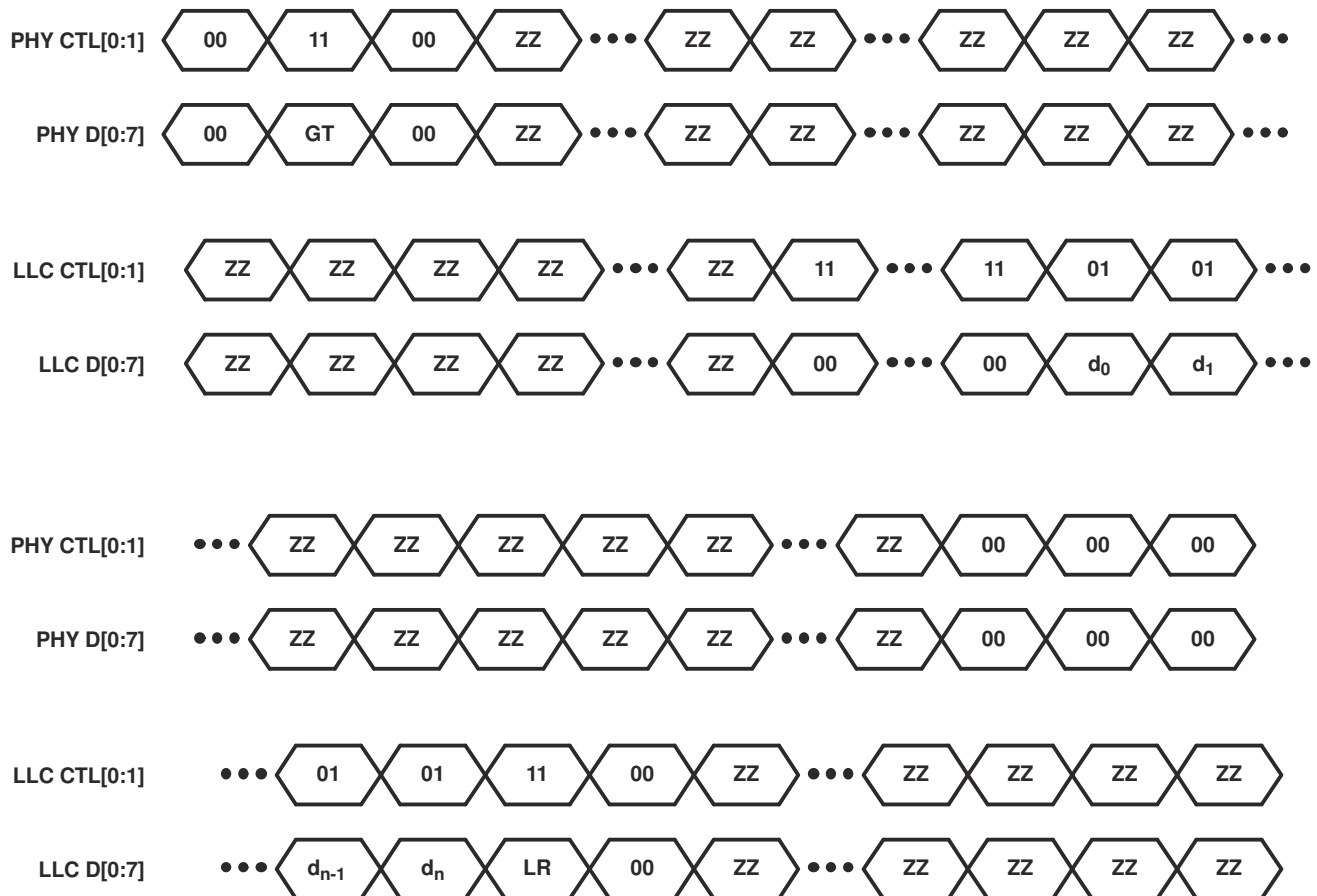 PHY CTL[0:1] 00 11 00 ZZ ••• ZZ ZZ ••• ZZ ZZ ZZ •••
PHY D[0:7] 00 GT 00 ZZ ••• ZZ ZZ ••• ZZ ZZ ZZ •••
LLC CTL[0:1] ZZ ZZ ZZ ZZ ••• ZZ 11 ••• 11 01 01 •••
LLC D[0:7] ZZ ZZ ZZ ZZ ••• ZZ 00 ••• 00 d0 d1 •••
PHY CTL[0:1] ••• ZZ ZZ ZZ ZZ ZZ ••• ZZ 00 00 00
PHY D[0:7] ••• ZZ ZZ ZZ ZZ ZZ ••• ZZ 00 00 00
LLC CTL[0:1] ••• 01 01 11 00 ZZ ••• ZZ ZZ ZZ ZZ
LLC D[0:7] ••• dn-1 dn LR 00 ZZ ••• ZZ ZZ ZZ ZZ